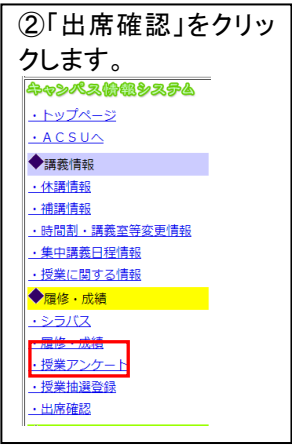 ②「出席確認」をクリッ
クします。
キャンパス情報システム
・トップページ
・ACSUへ
◆講義情報
・休講情報
・補講情報
・時間割・講義室等変更情報
・集中講義日程情報
・授業に関する情報
◆履修・成績
・シラバス
・履修・成績
・授業アンケート
・授業抽選登録
・出席確認